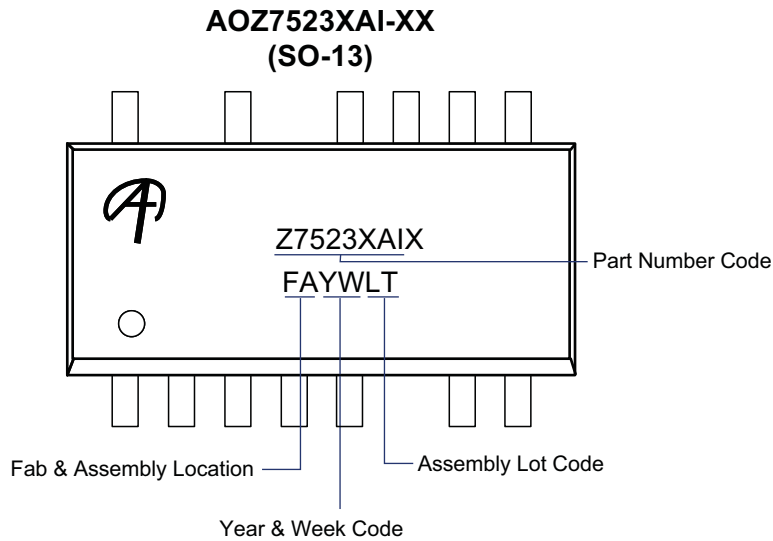 AOZ7523XAI-XX
(SO-13)
Z7523XAIX
Part Number Code
FAYWLT
Fab & Assembly Location
Assembly Lot Code
Year & Week Code